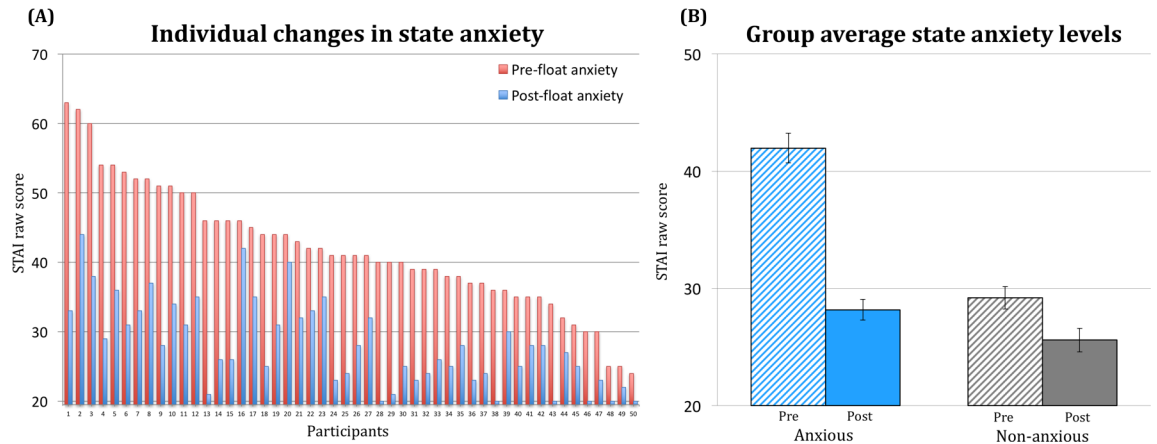 (A)
Individual changes in state anxiety
70
60
50
40
30
20
STAI raw score
Pre-float anxiety
Post-float anxiety
1 2 3 4 5 6 7 8 9 10 11 12 13 14 15 16 17 18 19 20 21 22 23 24 25 26 27 28 29 30 31 32 33 34 35 36 37 38 39 40 41 42 43 44 45 46 47 48 49 50
Participants
(B)
Group average state anxiety levels
50
40
30
20
STAI raw score
Pre Post Pre Post
Anxious Non-anxious